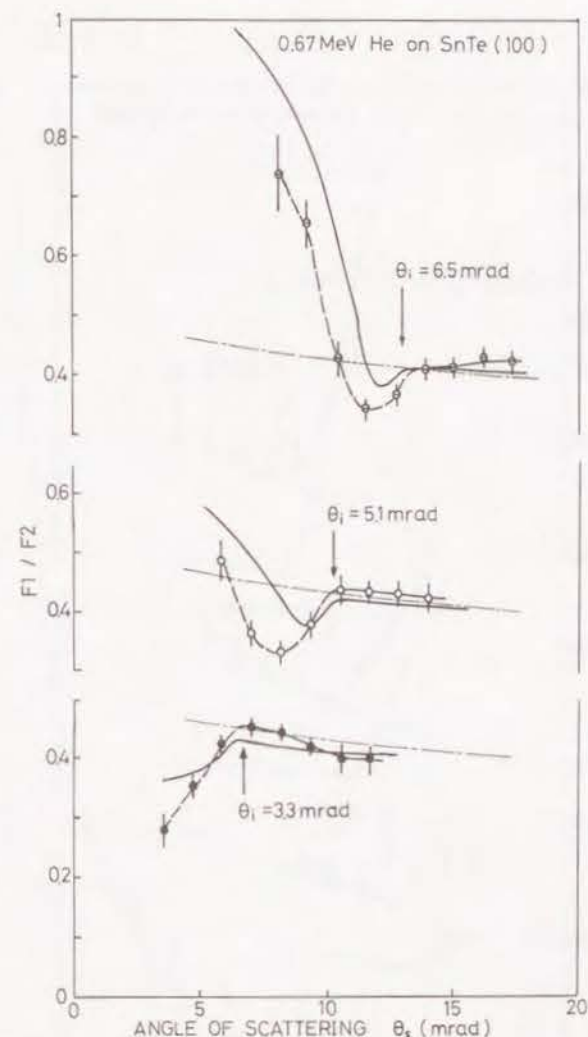 1
0.67 MeV He on SnTe (100)
0,8
0,6
θi = 6.5 mrad
0,4
0,6
θi = 5,1 mrad
F1 / F2
0,4
0,4
θi = 3,3 mrad
0,2
0
0 5 10 15 20
ANGLE OF SCATTERING θs (mrad)